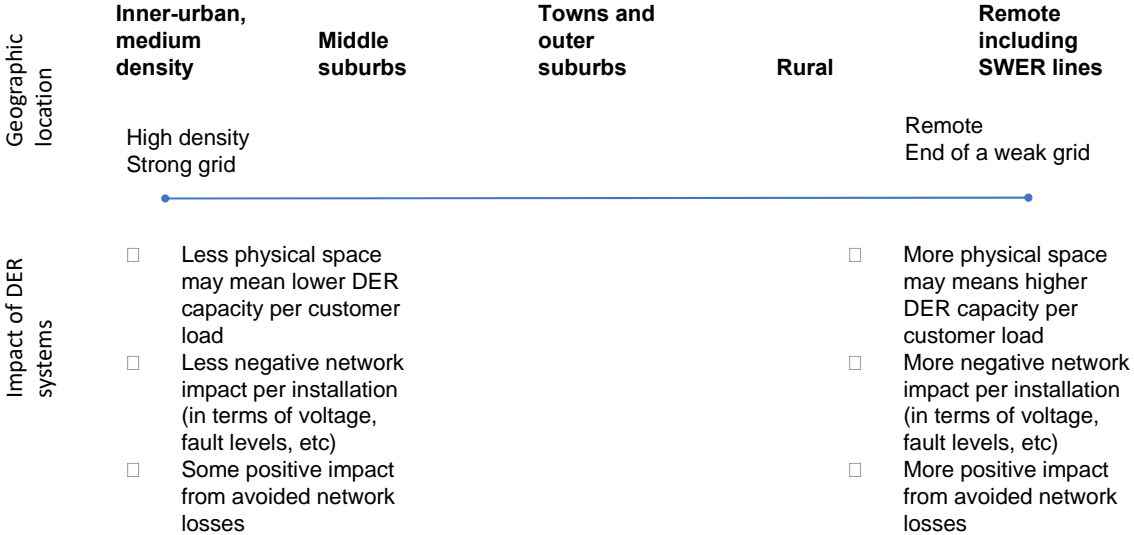 Geographic
location
Inner-urban,
medium
density
Middle
suburbs
Towns and
outer
suburbs
Rural
Remote
including
SWER lines
High density
Strong grid
Remote
End of a weak grid
Impact of DER
systems
Less physical space
may mean lower DER
capacity per customer
load
Less negative network
impact per installation
(in terms of voltage,
fault levels, etc)
Some positive impact
from avoided network
losses
More physical space
may means higher
DER capacity per
customer load
More negative network
impact per installation
(in terms of voltage,
fault levels, etc)
More positive impact
from avoided network
losses